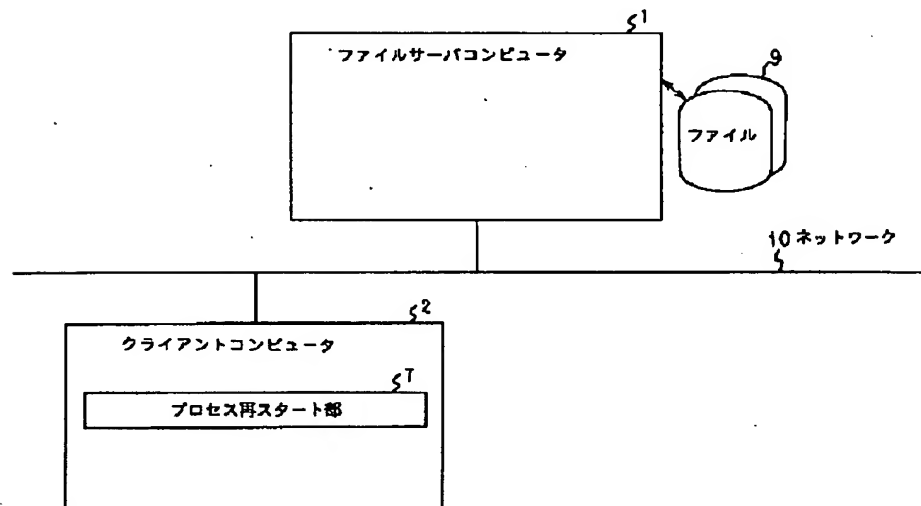 1
ファイルサーバコンピュータ
9
ファイル
10 ネットワーク
2
クライアントコンピュータ
7
プロセス再スタート部